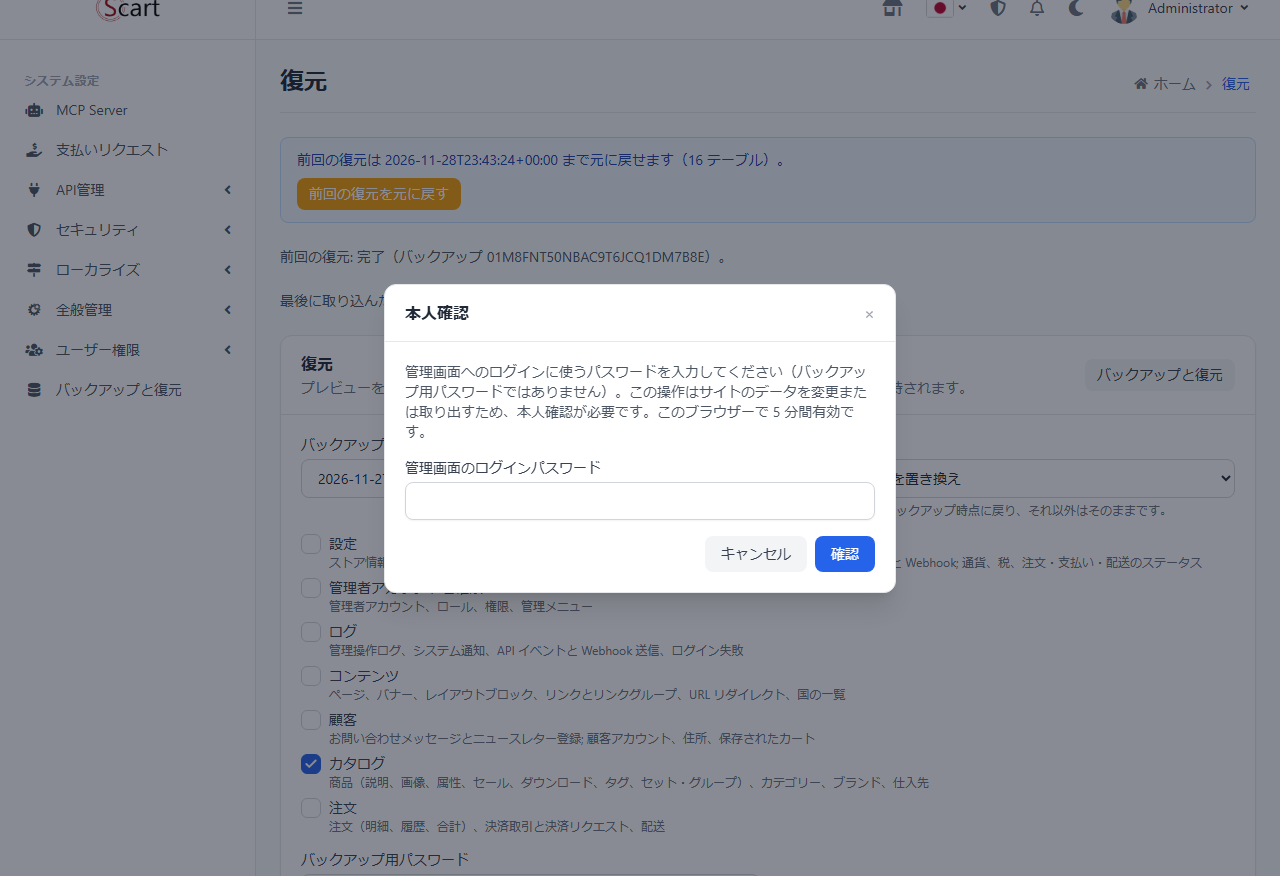 Scart
Administrator
システム設定
MCP Server
支払いリクエスト
API管理
セキュリティ
ローカライズ
全般管理
ユーザー権限
バックアップと復元
復元
ホーム
復元
前回の復元は 2026-11-28T23:43:24+00:00 まで元に戻せます（16 テーブル）。
前回の復元を元に戻す
前回の復元: 完了（バックアップ 01M8FNT50NBAC9T6JCQ1DM7B8E）。
最後に取り込んだ
復元
プレビューを
持されます。
バックアップと復元
バックアップ
2026-11-2
を置き換え
ックアップ時点に戻り、それ以外はそのままです。
本人確認
×
管理画面へのログインに使うパスワードを入力してください（バックアッ
プ用パスワードではありません）。この操作はサイトのデータを変更また
は取り出すため、本人確認が必要です。このブラウザーで 5 分間有効で
す。
管理画面のログインパスワード
キャンセル
確認
設定
ストア情報
と Webhook; 通貨、税、注文・支払い・配送のステータス
管理者アカ
管理者アカウント、ロール、権限、管理メニュー
ログ
管理操作ログ、システム通知、API イベントと Webhook 送信、ログイン失敗
コンテンツ
ページ、バナー、レイアウトブロック、リンクとリンクグループ、URL リダイレクト、国の一覧
顧客
お問い合わせメッセージとニュースレター登録; 顧客アカウント、住所、保存されたカート
カタログ
商品（説明、画像、属性、セール、ダウンロード、タグ、セット・グループ）、カテゴリー、ブランド、仕入先
注文
注文（明細、履歴、合計）、決済取引と決済リクエスト、配送
バックアップ用パスワード